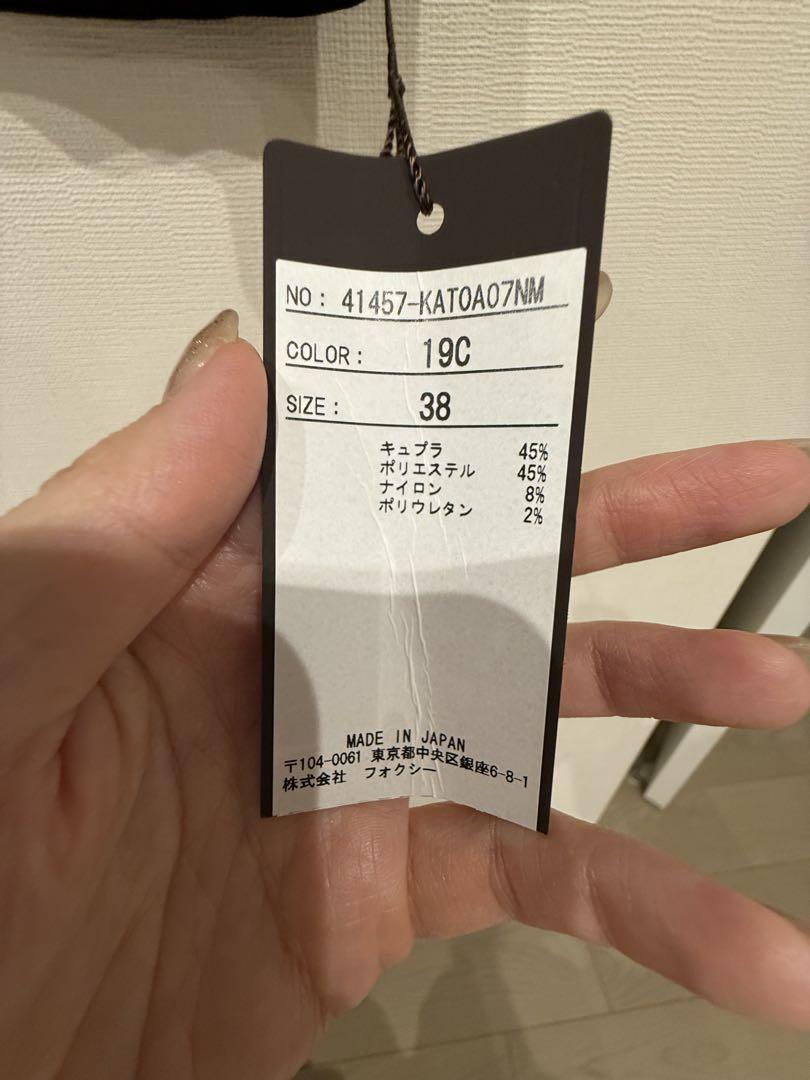 NO: 41457-KAT0A07NM
COLOR: 19C
SIZE: 38
キュプラ 45%
ポリエステル 45%
ナイロン 8%
ポリウレタン 2%
MADE IN JAPAN
〒104-0061 東京都中央区銀座6-8-1
株式会社 フォクシー